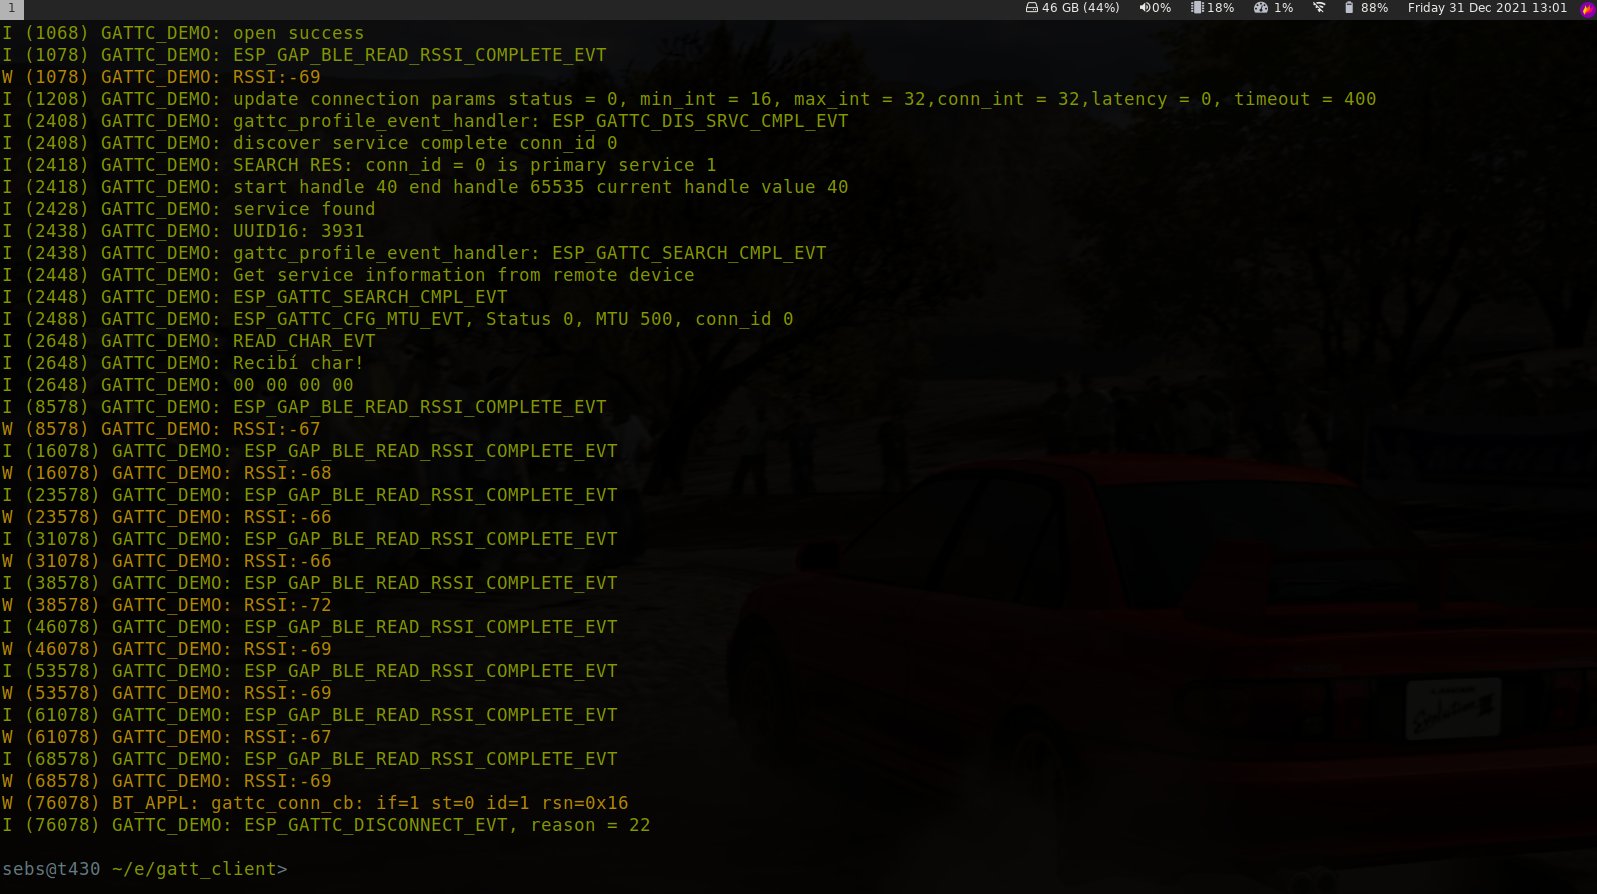 1 46 GB (44%) 0% 18% 1% 88% Friday 31 Dec 2021 13:01
I (1068) GATTC_DEMO: open success
I (1078) GATTC_DEMO: ESP_GAP_BLE_READ_RSSI_COMPLETE_EVT
W (1078) GATTC_DEMO: RSSI:-69
I (1208) GATTC_DEMO: update connection params status = 0, min_int = 16, max_int = 32,conn_int = 32,latency = 0, timeout = 400
I (2408) GATTC_DEMO: gattc_profile_event_handler: ESP_GATTC_DIS_SRVC_CMPL_EVT
I (2408) GATTC_DEMO: discover service complete conn_id 0
I (2418) GATTC_DEMO: SEARCH RES: conn_id = 0 is primary service 1
I (2418) GATTC_DEMO: start handle 40 end handle 65535 current handle value 40
I (2428) GATTC_DEMO: service found
I (2438) GATTC_DEMO: UUID16: 3931
I (2438) GATTC_DEMO: gattc_profile_event_handler: ESP_GATTC_SEARCH_CMPL_EVT
I (2448) GATTC_DEMO: Get service information from remote device
I (2448) GATTC_DEMO: ESP_GATTC_SEARCH_CMPL_EVT
I (2488) GATTC_DEMO: ESP_GATTC_CFG_MTU_EVT, Status 0, MTU 500, conn_id 0
I (2648) GATTC_DEMO: READ_CHAR_EVT
I (2648) GATTC_DEMO: Recibí char!
I (2648) GATTC_DEMO: 00 00 00 00
I (8578) GATTC_DEMO: ESP_GAP_BLE_READ_RSSI_COMPLETE_EVT
W (8578) GATTC_DEMO: RSSI:-67
I (16078) GATTC_DEMO: ESP_GAP_BLE_READ_RSSI_COMPLETE_EVT
W (16078) GATTC_DEMO: RSSI:-68
I (23578) GATTC_DEMO: ESP_GAP_BLE_READ_RSSI_COMPLETE_EVT
W (23578) GATTC_DEMO: RSSI:-66
I (31078) GATTC_DEMO: ESP_GAP_BLE_READ_RSSI_COMPLETE_EVT
W (31078) GATTC_DEMO: RSSI:-66
I (38578) GATTC_DEMO: ESP_GAP_BLE_READ_RSSI_COMPLETE_EVT
W (38578) GATTC_DEMO: RSSI:-72
I (46078) GATTC_DEMO: ESP_GAP_BLE_READ_RSSI_COMPLETE_EVT
W (46078) GATTC_DEMO: RSSI:-69
I (53578) GATTC_DEMO: ESP_GAP_BLE_READ_RSSI_COMPLETE_EVT
W (53578) GATTC_DEMO: RSSI:-69
I (61078) GATTC_DEMO: ESP_GAP_BLE_READ_RSSI_COMPLETE_EVT
W (61078) GATTC_DEMO: RSSI:-67
I (68578) GATTC_DEMO: ESP_GAP_BLE_READ_RSSI_COMPLETE_EVT
W (68578) GATTC_DEMO: RSSI:-69
W (76078) BT_APPL: gattc_conn_cb: if=1 st=0 id=1 rsn=0x16
I (76078) GATTC_DEMO: ESP_GATTC_DISCONNECT_EVT, reason = 22
sebs@t430 ~/e/gatt_client>